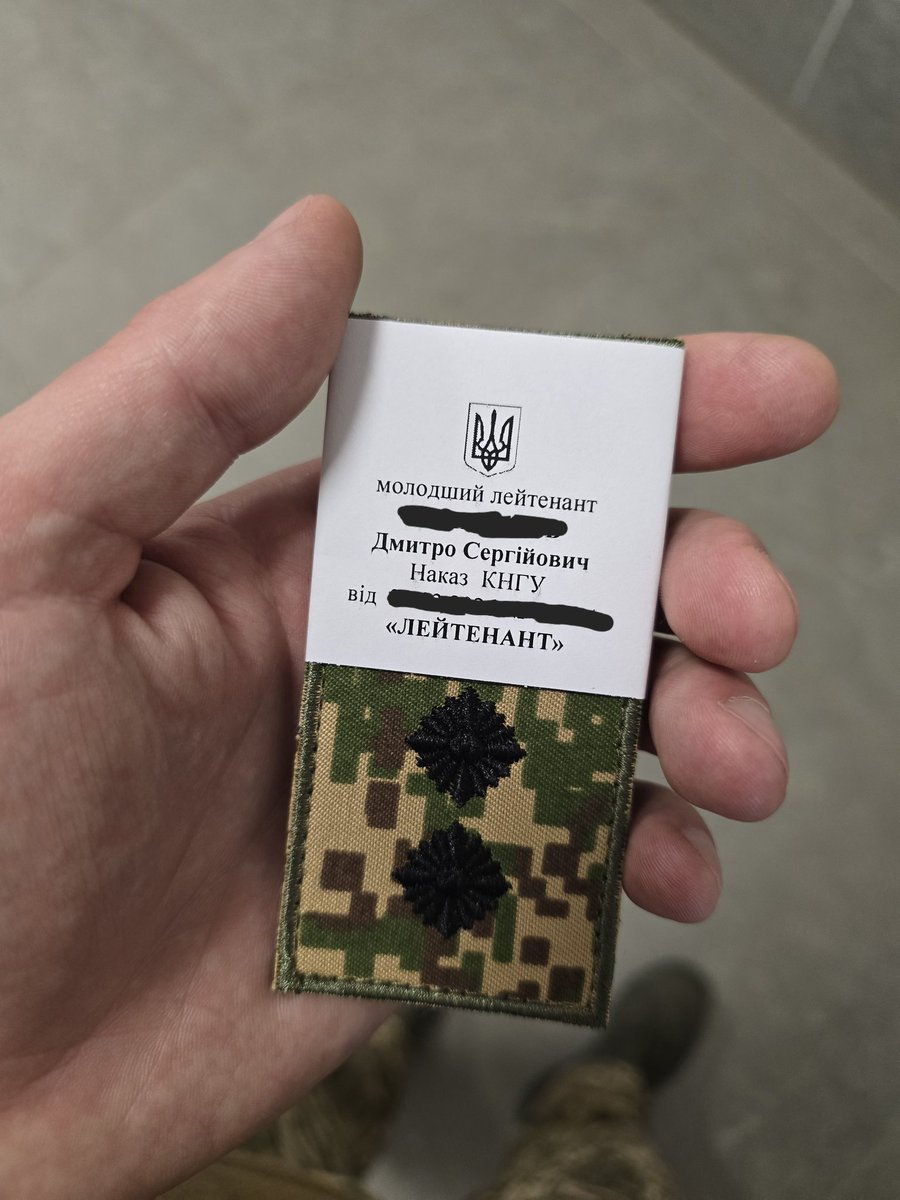 молодший лейтенант
Дмитро Сергійович
Наказ КНГУ
від
«ЛЕЙТЕНАНТ»